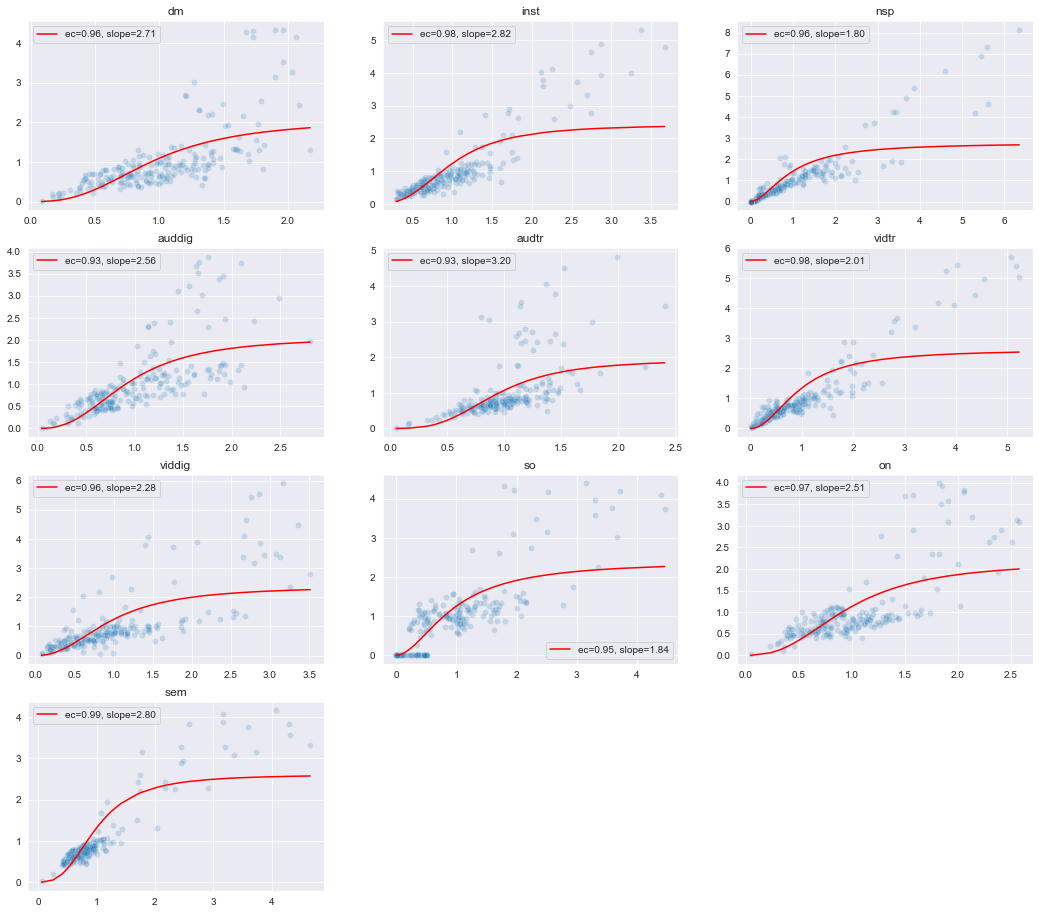 dm
ec=0.96, slope=2.71
4
3
2
1
0
0.0 0.5 1.0 1.5 2.0
inst
ec=0.98, slope=2.82
5
4
3
2
1
0
0.5 1.0 1.5 2.0 2.5 3.0 3.5
nsp
ec=0.96, slope=1.80
8
7
6
5
4
3
2
1
0
0 1 2 3 4 5 6
auddig
ec=0.93, slope=2.56
4.0
3.5
3.0
2.5
2.0
1.5
1.0
0.5
0.0
0.0 0.5 1.0 1.5 2.0 2.5
audtr
ec=0.93, slope=3.20
5
4
3
2
1
0
0.0 0.5 1.0 1.5 2.0 2.5
vidtr
ec=0.98, slope=2.01
6
5
4
3
2
1
0
0 1 2 3 4 5
viddig
ec=0.96, slope=2.28
6
5
4
3
2
1
0
0.0 0.5 1.0 1.5 2.0 2.5 3.0 3.5
so
ec=0.95, slope=1.84
4
3
2
1
0
0 1 2 3 4
on
ec=0.97, slope=2.51
4.0
3.5
3.0
2.5
2.0
1.5
1.0
0.5
0.0
0.0 0.5 1.0 1.5 2.0 2.5
sem
ec=0.99, slope=2.80
4
3
2
1
0
0 1 2 3 4